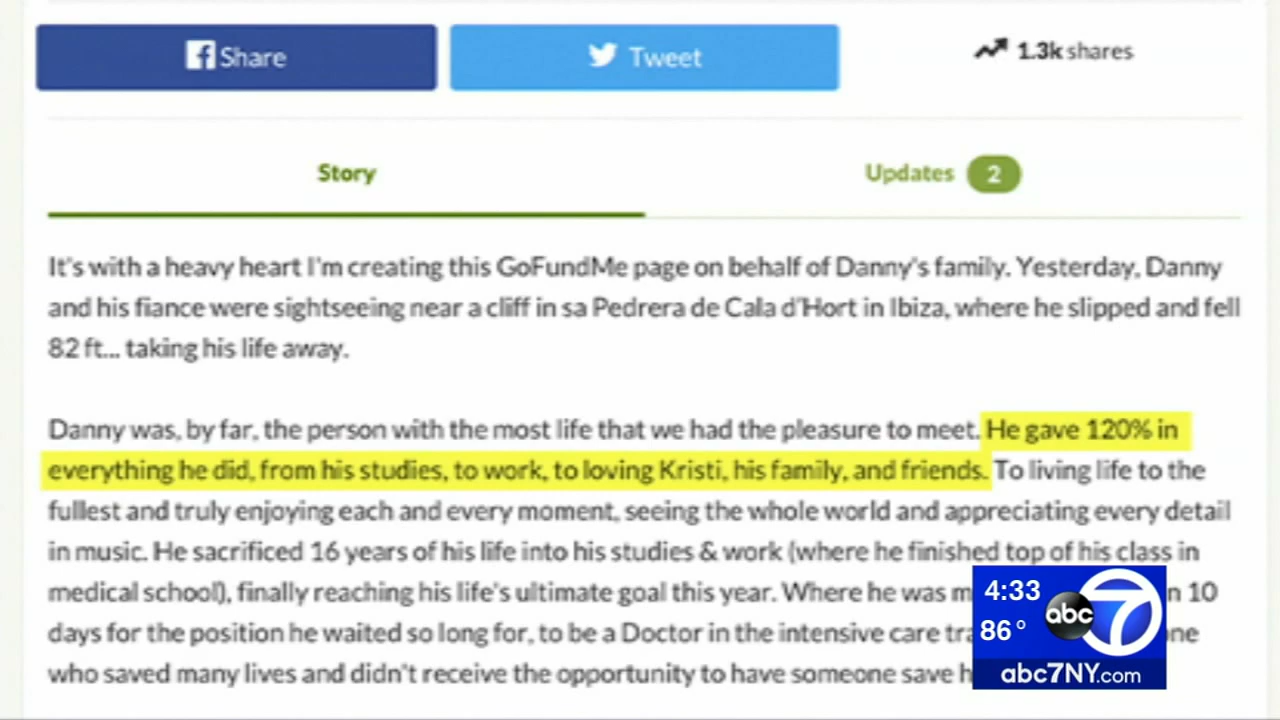 Share
Tweet
1.3k shares
Story
Updates 2
It's with a heavy heart I'm creating this GoFundMe page on behalf of Danny's family. Yesterday, Danny
and his fiance were sightseeing near a cliff in sa Pedrera de Cala d'Hort in Ibiza, where he slipped and fell
82 ft... taking his life away.
Danny was, by far, the person with the most life that we had the pleasure to meet. He gave 120% in
everything he did, from his studies, to work, to loving Kristi, his family, and friends. To living life to the
fullest and truly enjoying each and every moment, seeing the whole world and appreciating every detail
in music. He sacrificed 16 years of his life into his studies & work (where he finished top of his class in
medical school), finally reaching his life's ultimate goal this year. Where he was 10
days for the position he waited so long for, to be a Doctor in the intensive care
who saved many lives and didn't receive the opportunity to have someone save
4:33
86°
abc 7
abc7NY.com